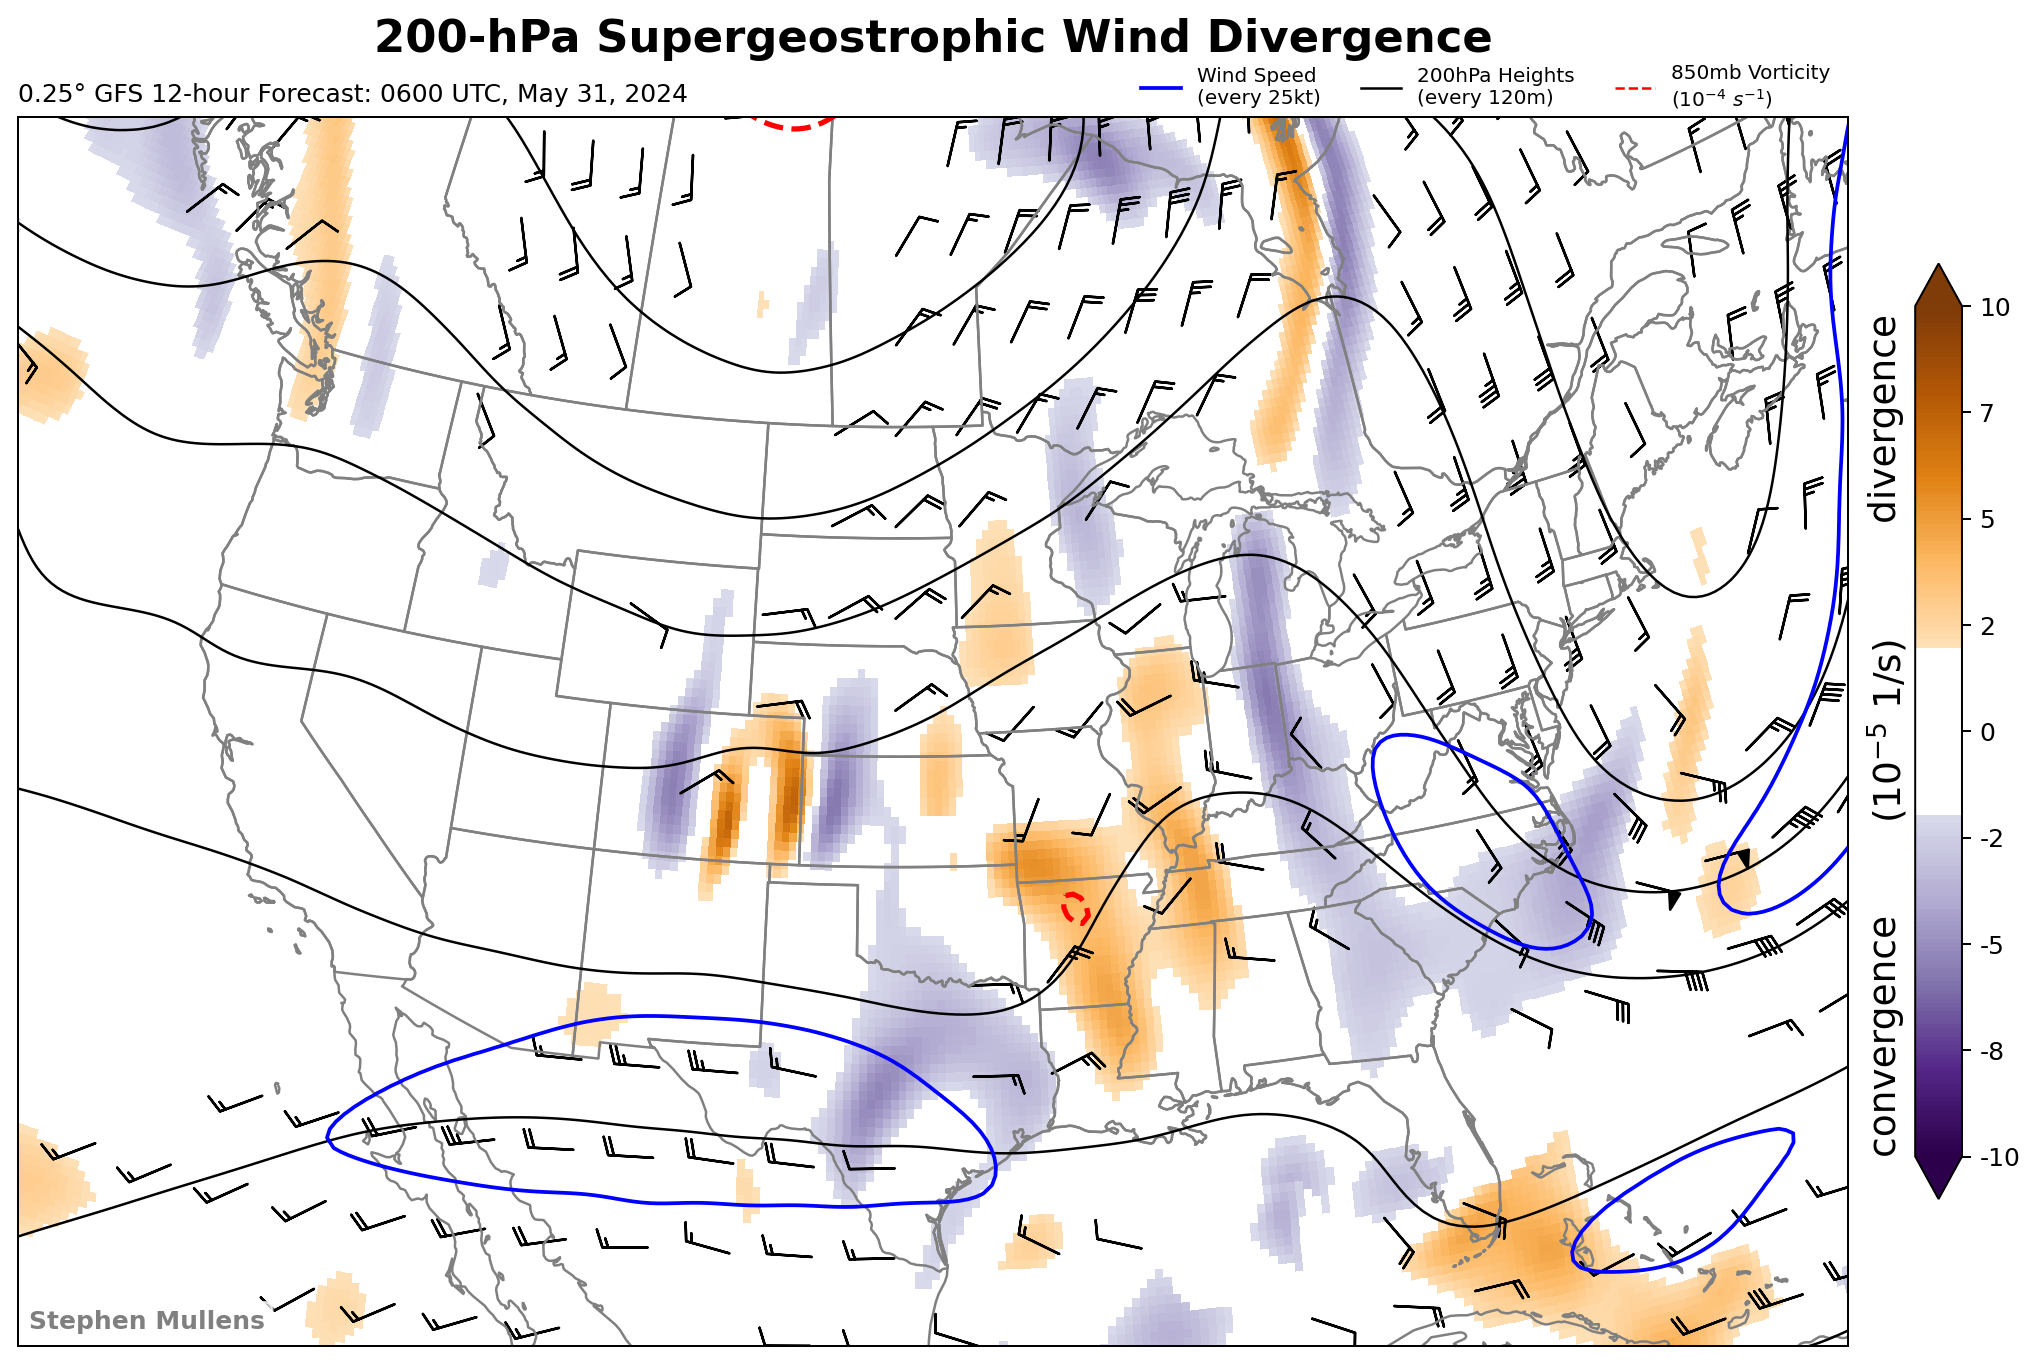 200-hPa Supergeostrophic Wind Divergence
0.25° GFS 12-hour Forecast: 0600 UTC, May 31, 2024
Wind Speed
(every 25kt)
200hPa Heights
(every 120m)
850mb Vorticity
(10⁻⁴ s⁻¹)
10
7
5
2
0
-2
-5
-8
-10
convergence (10⁻⁵ 1/s) divergence
Stephen Mullens